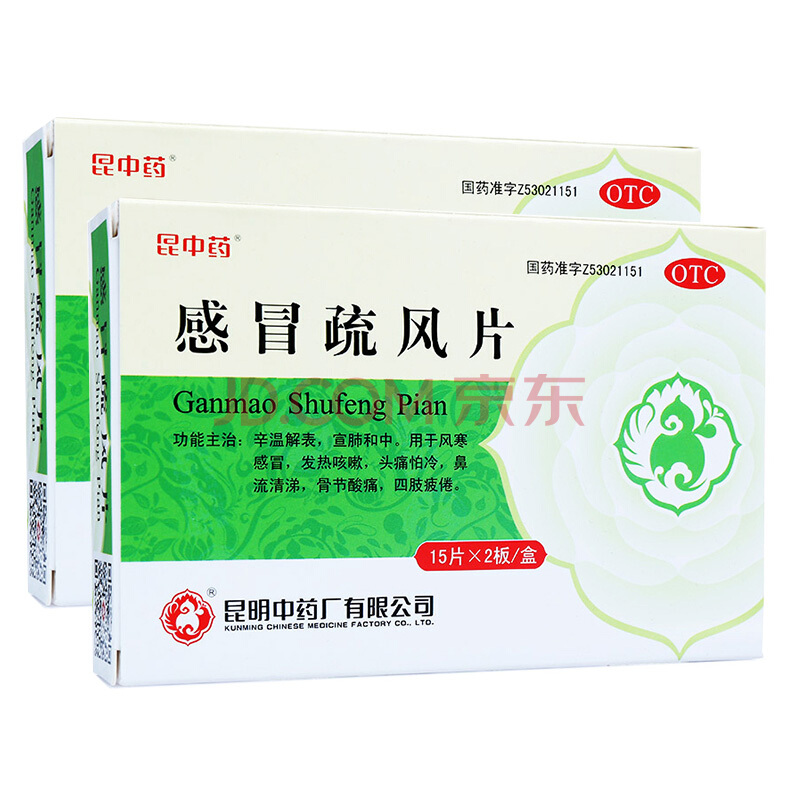 昆中药®
国药准字Z53021151
OTC
昆中药®
国药准字Z53021151
OTC
感冒疏风片
JD.COM 京东
Ganmao Shufeng Pian
功能主治：辛温解表，宣肺和中。用于风寒
感冒，发热咳嗽，头痛怕冷，鼻
流清涕，骨节酸痛，四肢疲倦。
15片×2板/盒
®
昆明中药厂有限公司
KUNMING CHINESE MEDICINE FACTORY CO., LTD.